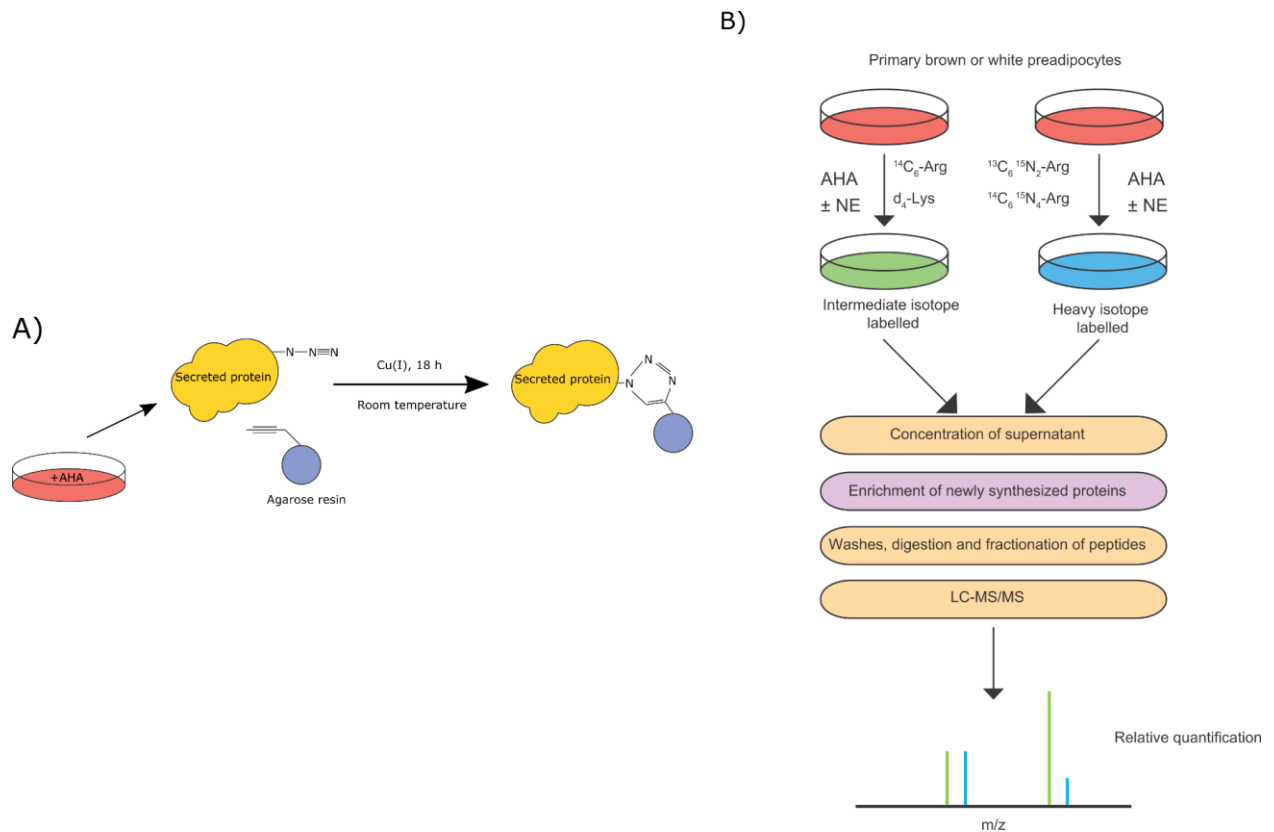 A)
+AHA
Secreted protein
N N≡N
Agarose resin
Cu(I), 18 h
Room temperature
Secreted protein
N
N
N
B)
Primary brown or white preadipocytes
AHA
± NE
¹⁴C₆-Arg
d₄-Lys
¹³C₆ ¹⁵N₂-Arg
¹⁴C₆ ¹⁵N₄-Arg
AHA
± NE
Intermediate isotope
labelled
Heavy isotope
labelled
Concentration of supernatant
Enrichment of newly synthesized proteins
Washes, digestion and fractionation of peptides
LC-MS/MS
Relative quantification
m/z